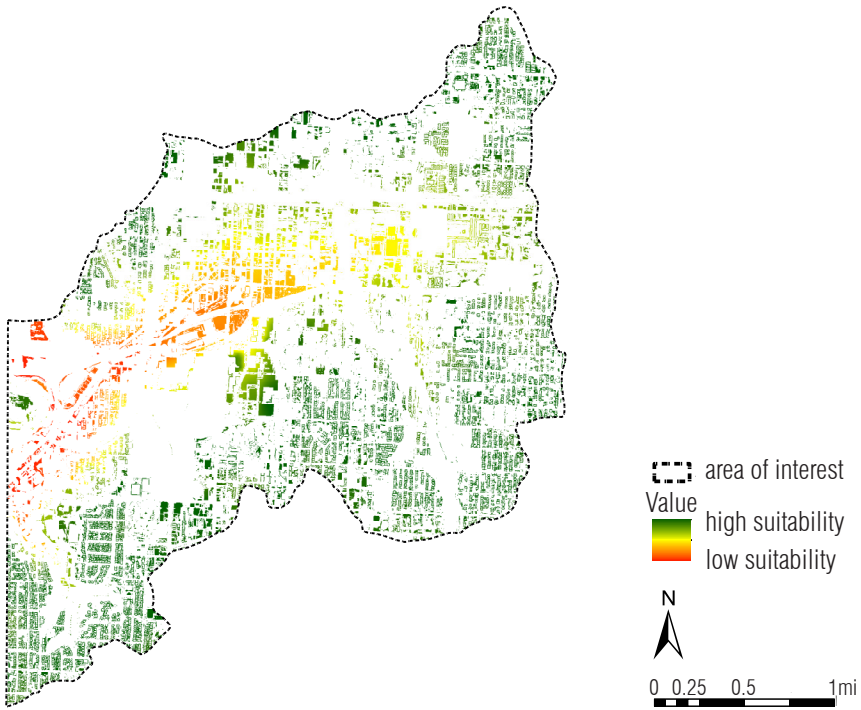 area of interest
Value
high suitability
low suitability
N
0 0.25 0.5 1mi